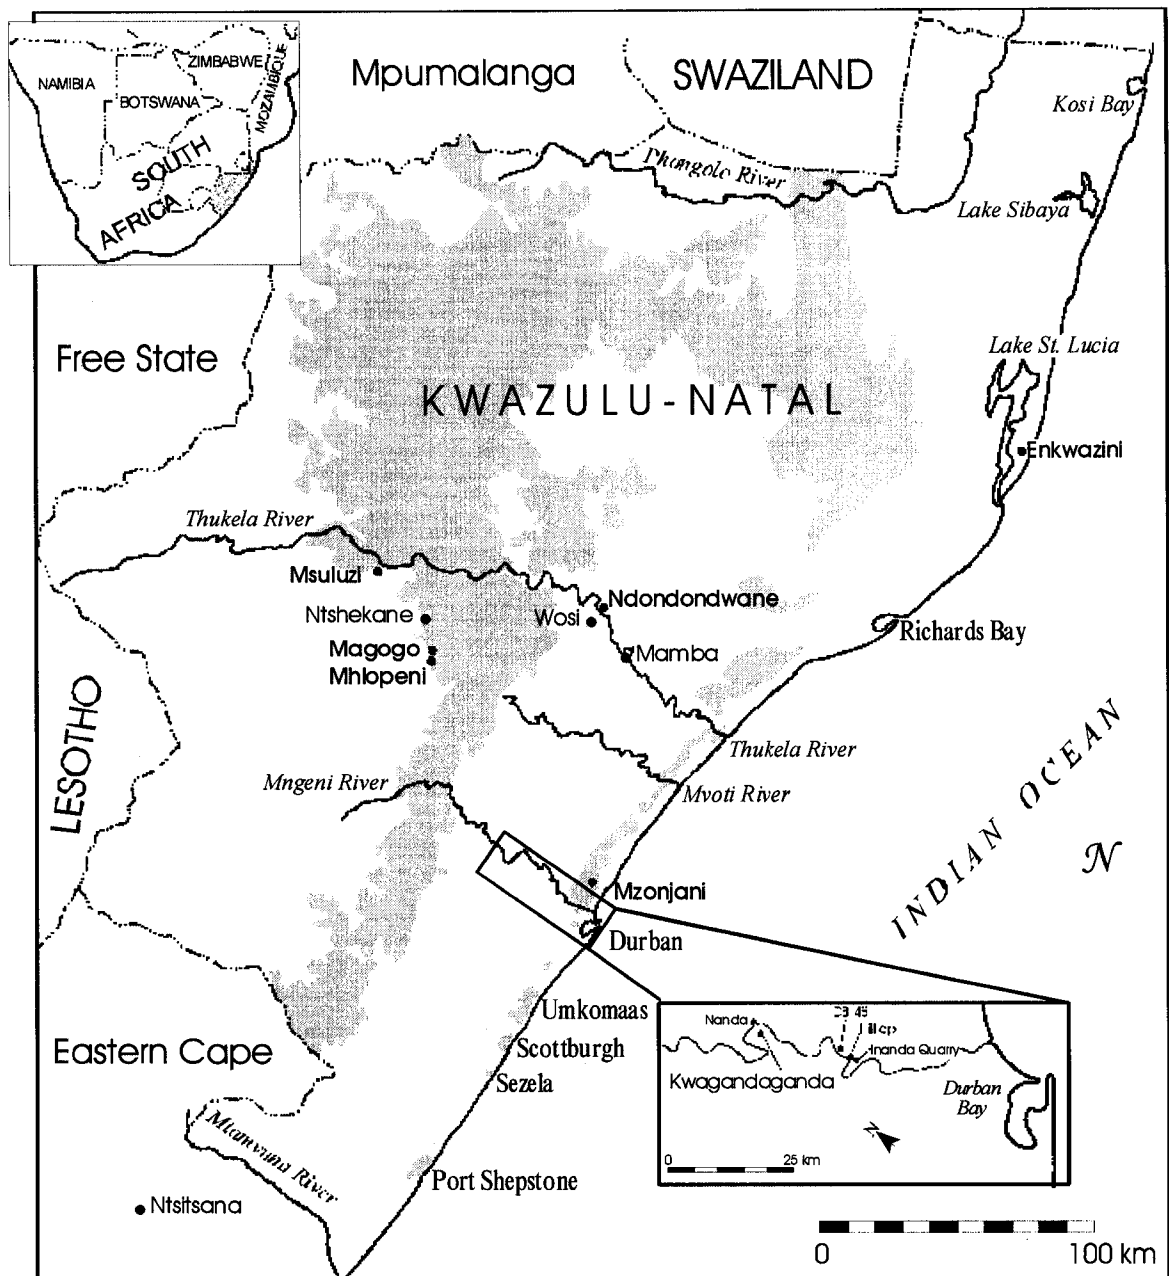 NAMIBIA
ZIMBABWE
BOTSWANA
MOZAMBIQUE
SOUTH
AFRICA
Mpumalanga
SWAZILAND
Kosi Bay
Phongolo River
Lake Sibaya
Free State
Lake St. Lucia
KWAZULU-NATAL
Enkwazini
Thukela River
Msuluzi
Ndondondwane
Ntshekane
Wosi
Richards Bay
Magogo
Mamba
Mhlopeni
LESOTHO
Thukela River
Mngeni River
Mvoti River
INDIAN OCEAN
N
Mzonjani
Durban
Umkomaas
Eastern Cape
Scottburgh
Sezela
Nanda
Inanda Quarry
Kwagandaganda
Durban
Bay
N
0 25 km
Mtamvuna River
Port Shepstone
Ntsitsana
0 100 km